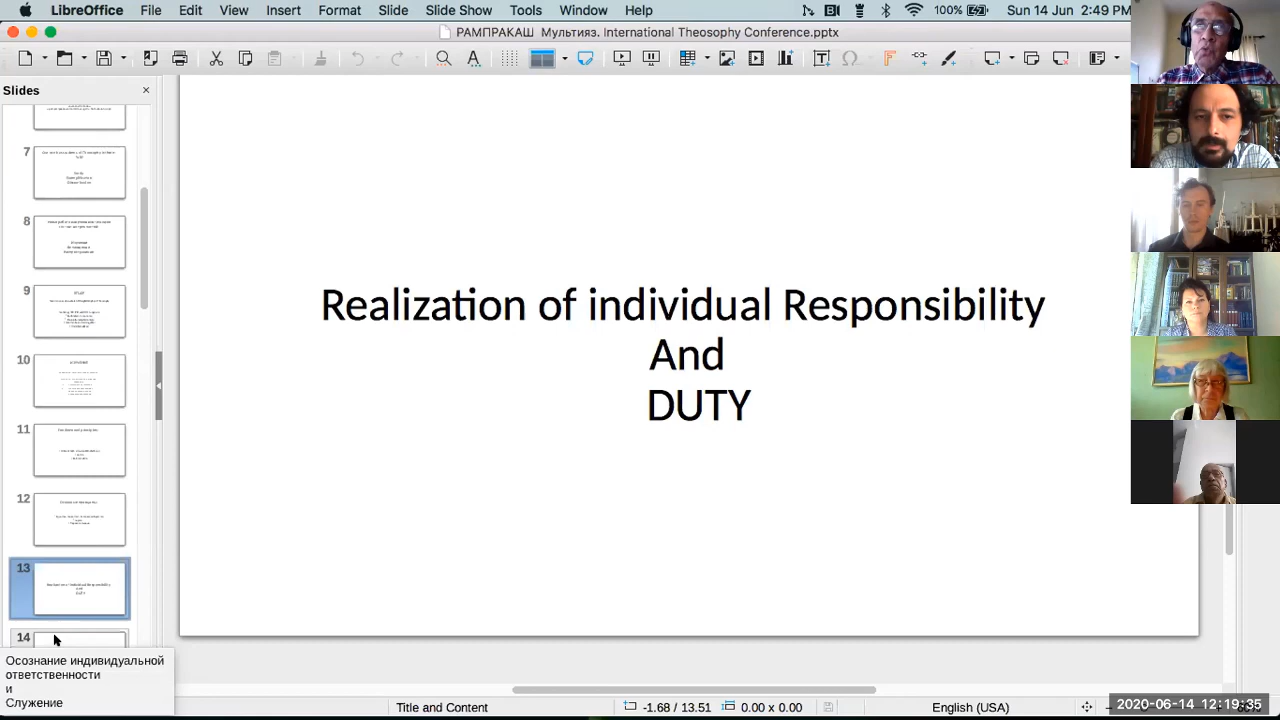 LibreOffice File Edit View Insert Format Slide Slide Show Tools Window Help 100% Sun 14 Jun 2:49 PM
РАМПРАКАШ Мультияз. International Theosophy Conference.pptx
Slides
7
8
9
10
11
12
13
14
Realization of individual Responsibility
And
DUTY
Осознание индивидуальной
ответственности
и
Служение
Title and Content -1.68 / 13.51 0.00 x 0.00 English (USA)
2020-06-14 12:19:35